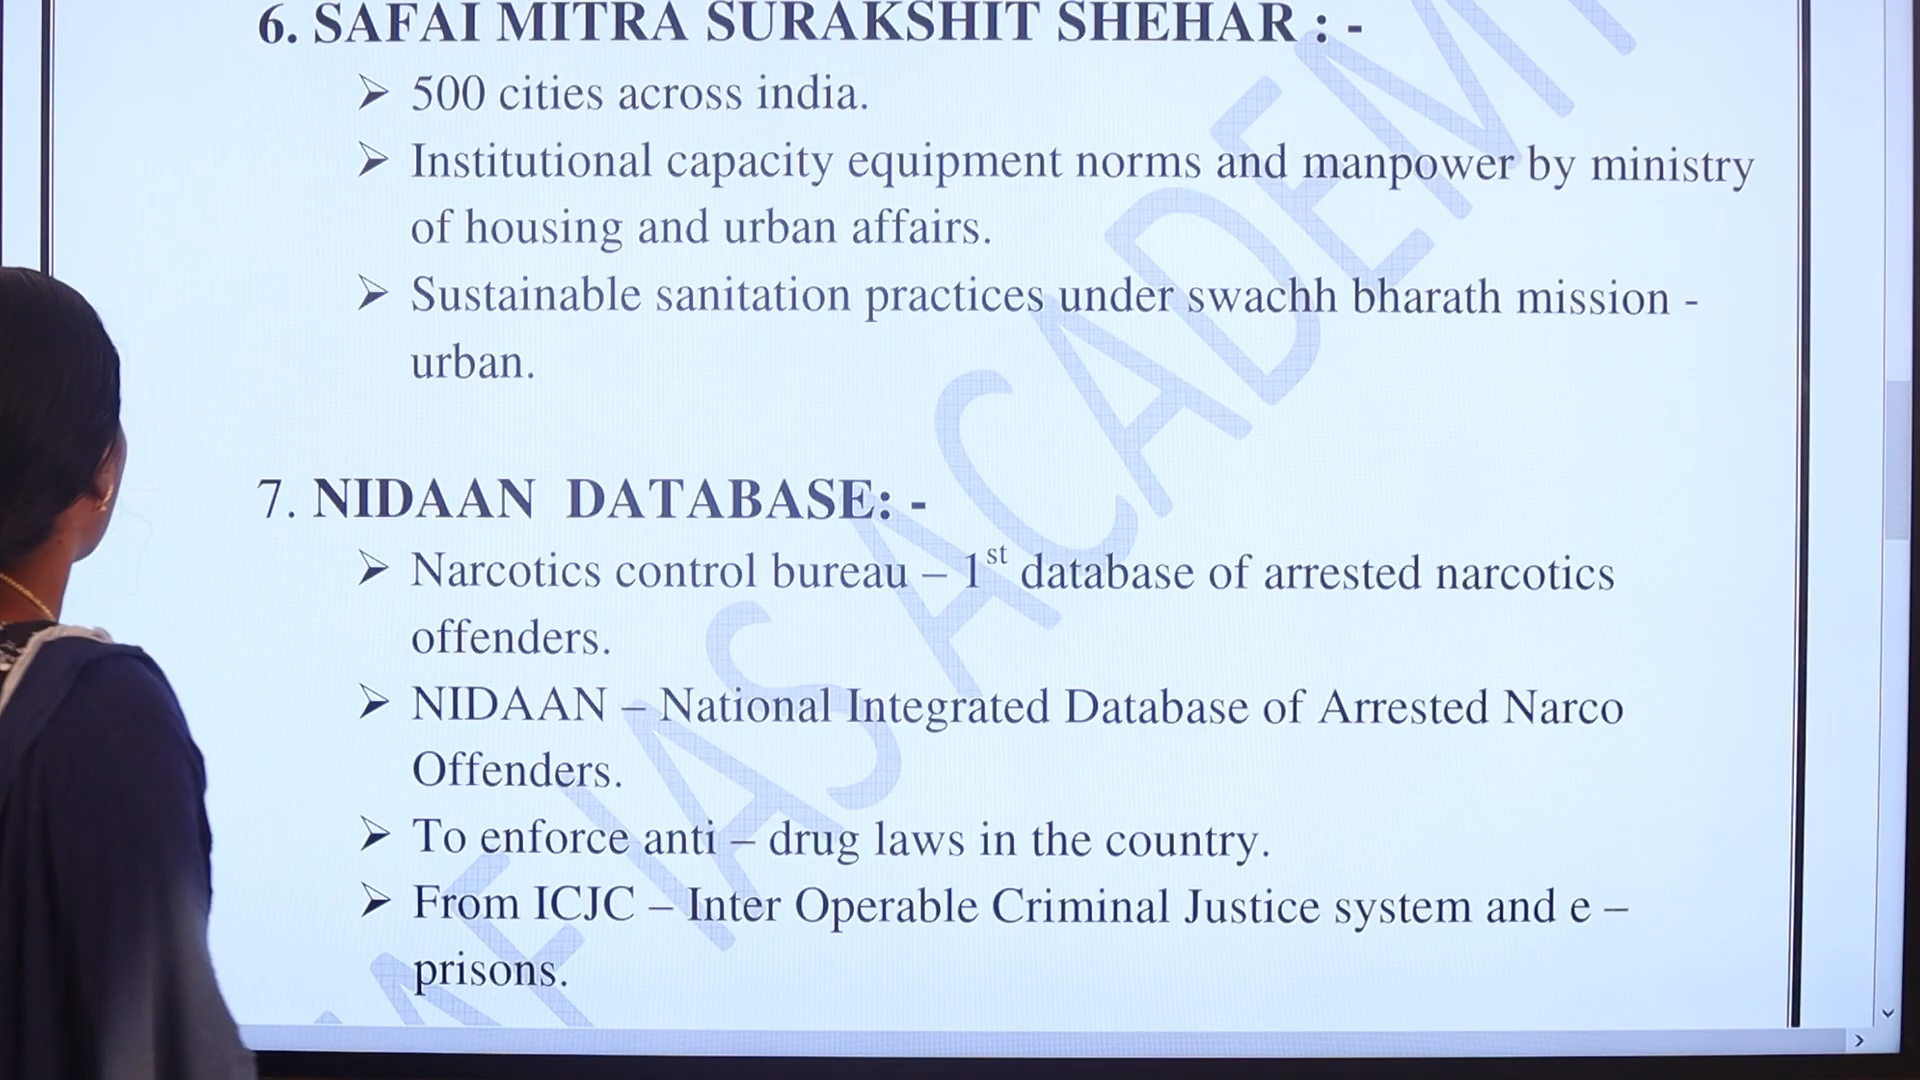 6. SAFAI MITRA SURAKSHIT SHEHAR : -
➢ 500 cities across india.
➢ Institutional capacity equipment norms and manpower by ministry
of housing and urban affairs.
➢ Sustainable sanitation practices under swachh bharath mission -
urban.
7. NIDAAN DATABASE: -
➢ Narcotics control bureau – 1st database of arrested narcotics
offenders.
➢ NIDAAN – National Integrated Database of Arrested Narco
Offenders.
➢ To enforce anti – drug laws in the country.
➢ From ICJC – Inter Operable Criminal Justice system and e –
prisons.
IAS ACADEMY